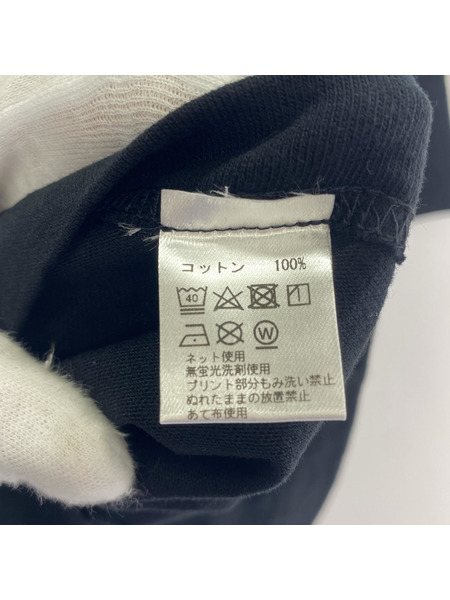 コットン 100%
40
W
ネット使用
無蛍光洗剤使用
プリント部分もみ洗い禁止
ぬれたままの放置禁止
あて布使用